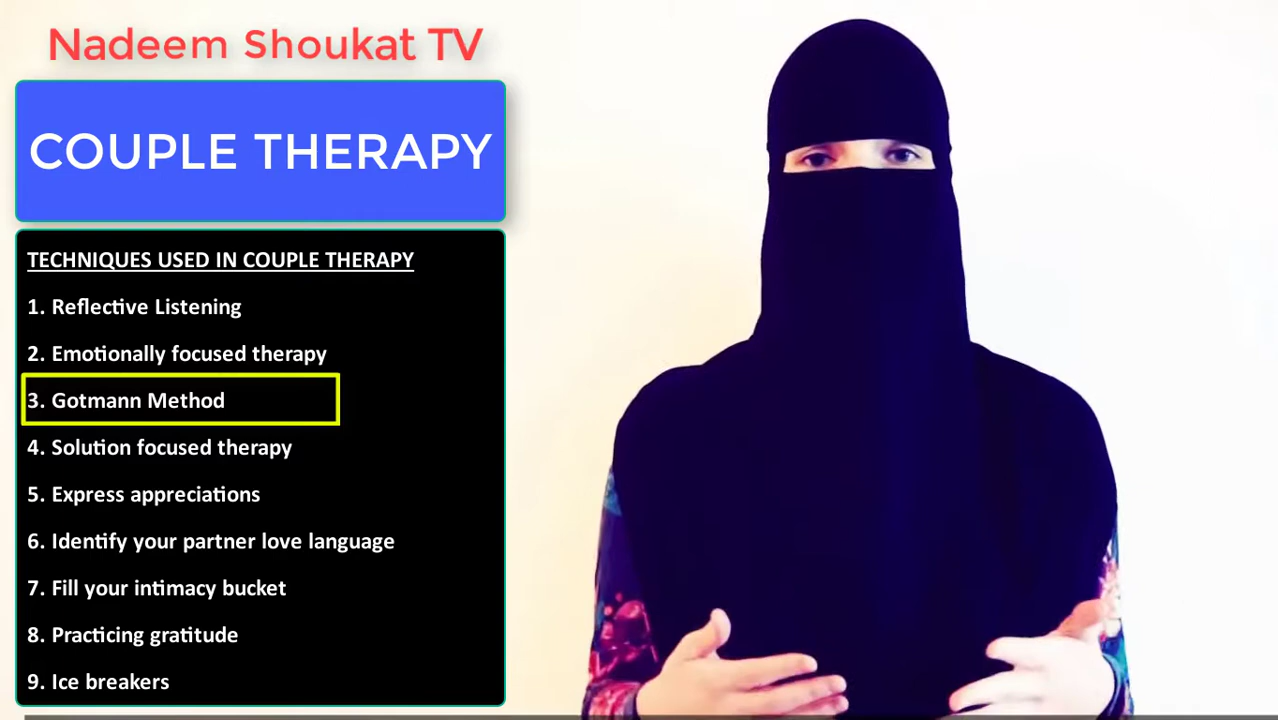 Nadeem Shoukat TV
COUPLE THERAPY
TECHNIQUES USED IN COUPLE THERAPY
1. Reflective Listening
2. Emotionally focused therapy
3. Gotmann Method
4. Solution focused therapy
5. Express appreciations
6. Identify your partner love language
7. Fill your intimacy bucket
8. Practicing gratitude
9. Ice breakers